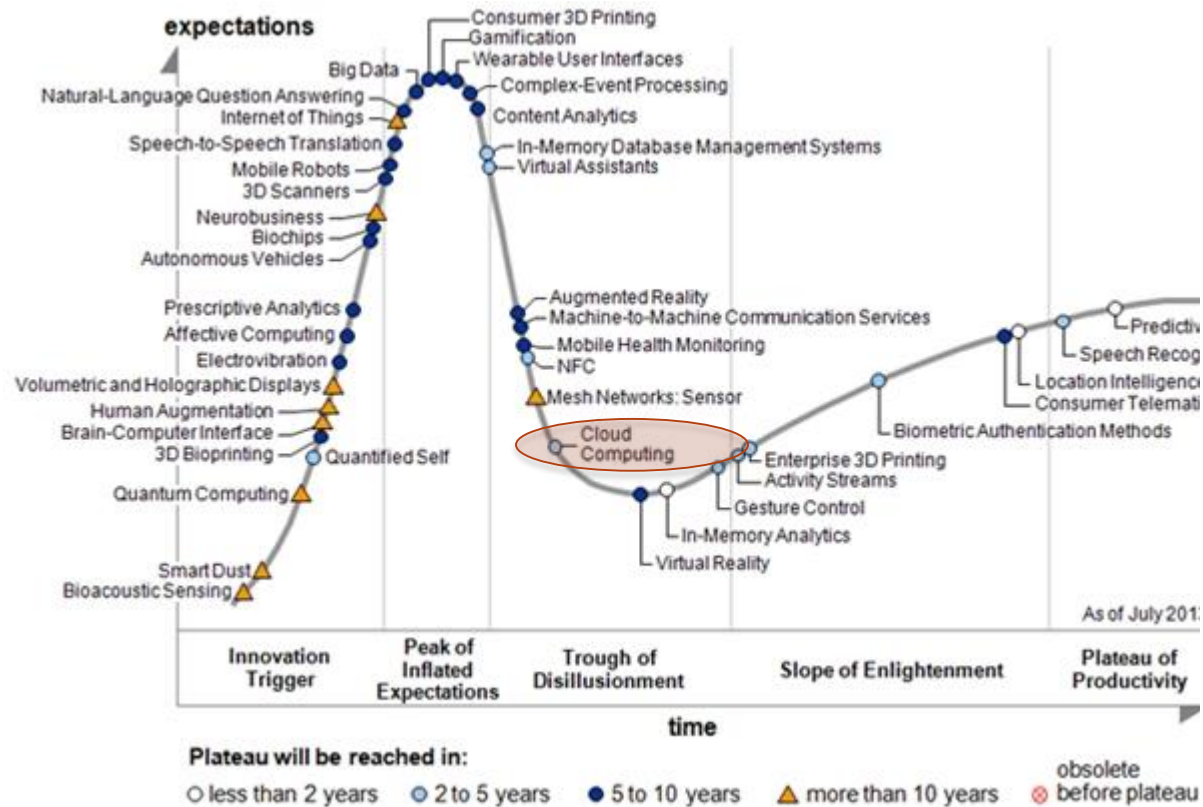 expectations
Consumer 3D Printing
Gamification
Wearable User Interfaces
Big Data
Complex-Event Processing
Natural-Language Question Answering
Internet of Things
Content Analytics
Speech-to-Speech Translation
In-Memory Database Management Systems
Mobile Robots
Virtual Assistants
3D Scanners
Neurobusiness
Biochips
Autonomous Vehicles
Augmented Reality
Prescriptive Analytics
Machine-to-Machine Communication Services
Affective Computing
Mobile Health Monitoring
Electrovibration
NFC
Volumetric and Holographic Displays
Mesh Networks: Sensor
Human Augmentation
Brain-Computer Interface
Cloud
Computing
3D Bioprinting
Quantified Self
Quantum Computing
Predictiv
Speech Recog
Location Intelligence
Consumer Telemati
Biometric Authentication Methods
Enterprise 3D Printing
Activity Streams
Gesture Control
In-Memory Analytics
Virtual Reality
Smart Dust
Bioacoustic Sensing
As of July 201
Innovation
Trigger
Peak of
Inflated
Expectations
Trough of
Disillusionment
Slope of Enlightenment
Plateau of
Productivity
time
Plateau will be reached in:
less than 2 years
2 to 5 years
5 to 10 years
more than 10 years
obsolete
before plateau